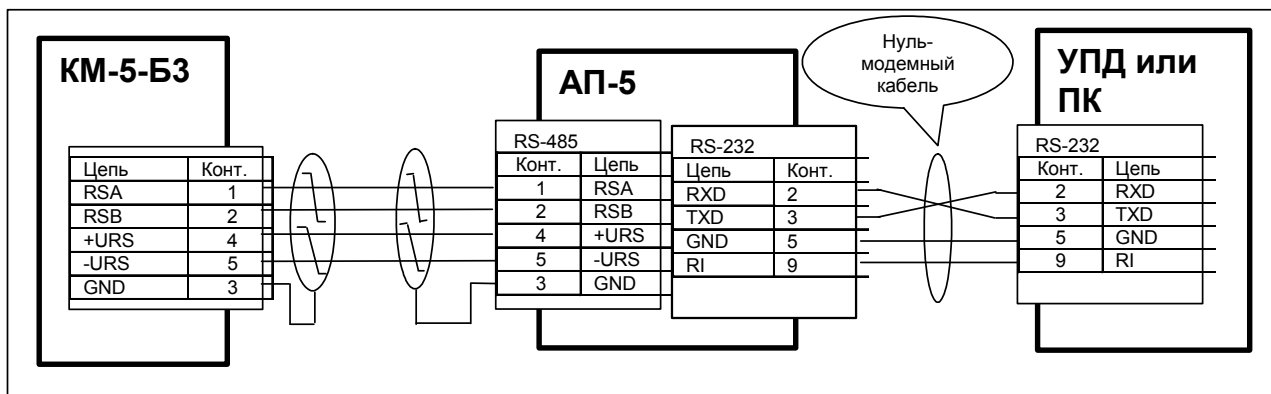 КМ-5-Б3
Цепь Конт.
RSA 1
RSB 2
+URS 4
-URS 5
GND 3
АП-5
RS-485
Конт. Цепь
1 RSA
2 RSB
4 +URS
5 -URS
3 GND
RS-232
Цепь Конт.
RXD 2
TXD 3
GND 5
RI 9
Нуль-
модемный
кабель
УПД или
ПК
RS-232
Конт. Цепь
2 RXD
3 TXD
5 GND
9 RI